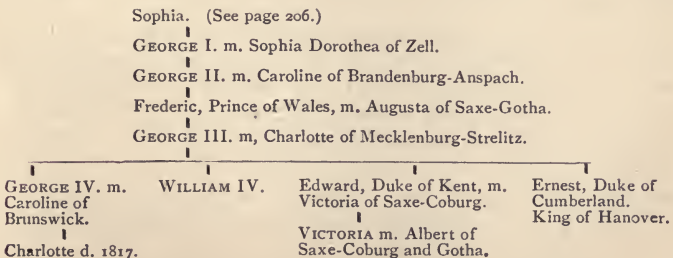 Sophia. (See page 206.)
GEORGE I. m. Sophia Dorothea of Zell.
GEORGE II. m. Caroline of Brandenburg-Anspach.
Frederic, Prince of Wales, m. Augusta of Saxe-Gotha.
GEORGE III. m, Charlotte of Mecklenburg-Strelitz.
GEORGE IV. m.
Caroline of
Brunswick.
Charlotte d. 1817.
WILLIAM IV.
Edward, Duke of Kent, m.
Victoria of Saxe-Coburg.
VICTORIA m. Albert of
Saxe-Coburg and Gotha,
Ernest, Duke of
Cumberland.
King of Hanover.